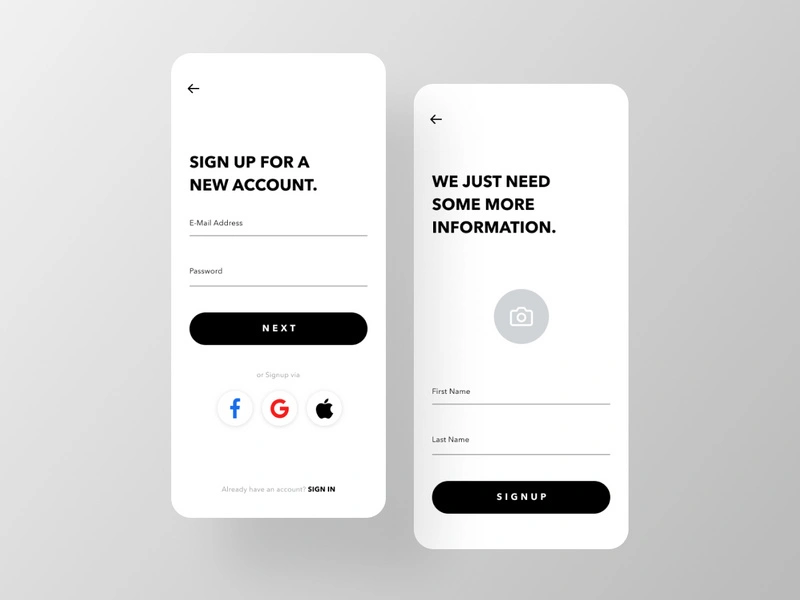 SIGN UP FOR A
NEW ACCOUNT.
E-Mail Address
Password
NEXT
or Signup via
Already have an account? SIGN IN
WE JUST NEED
SOME MORE
INFORMATION.
First Name
Last Name
SIGNUP